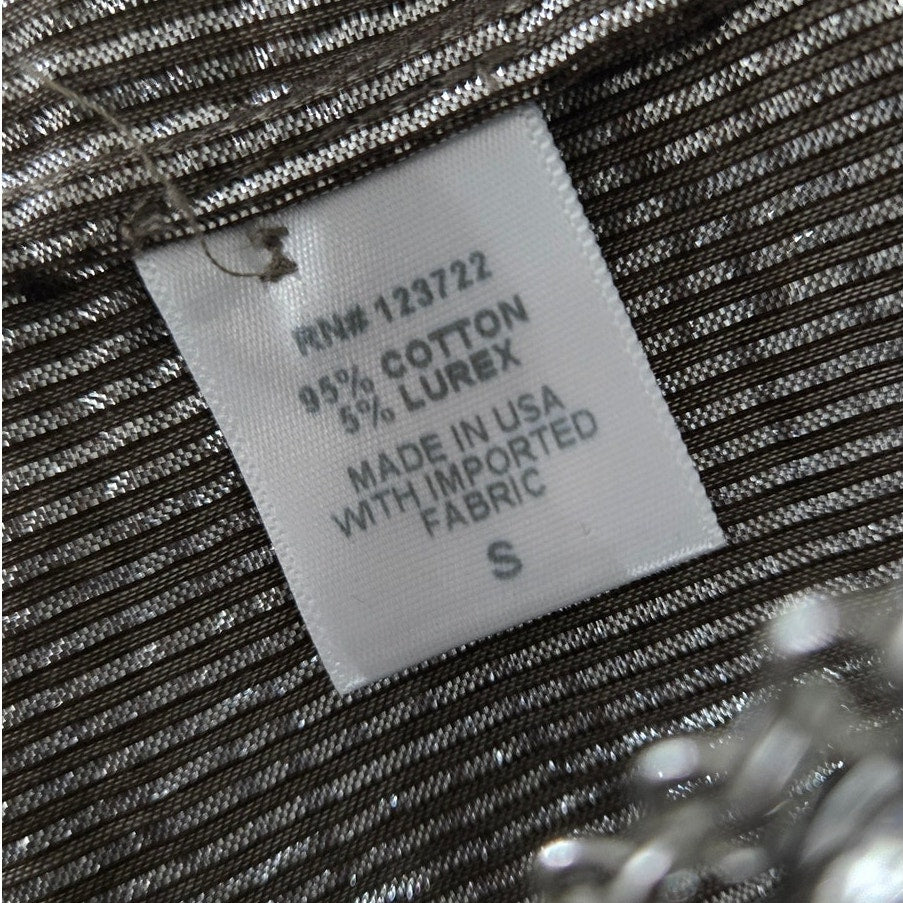 RN# 123722
95% COTTON
5% LUREX
MADE IN USA
WITH IMPORTED
FABRIC
S